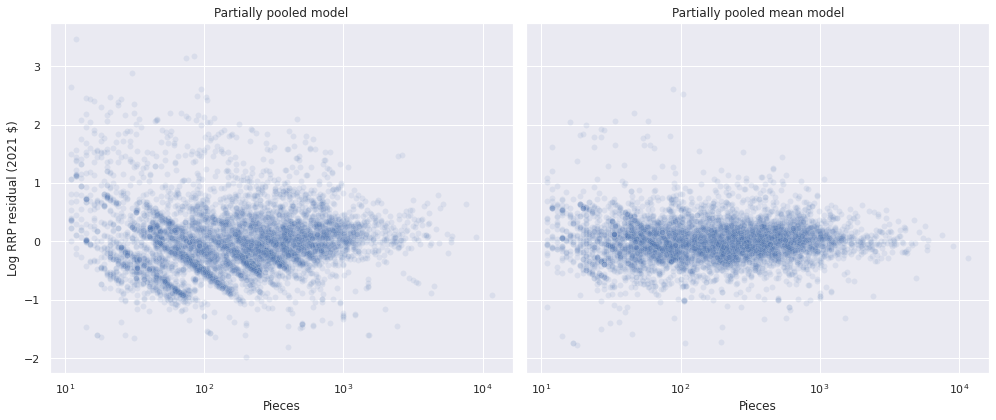 Partially pooled model
Partially pooled mean model
Log RRP residual (2021 $)
3
2
1
0
−1
−2
10¹
10²
10³
10⁴
10¹
10²
10³
10⁴
Pieces
Pieces